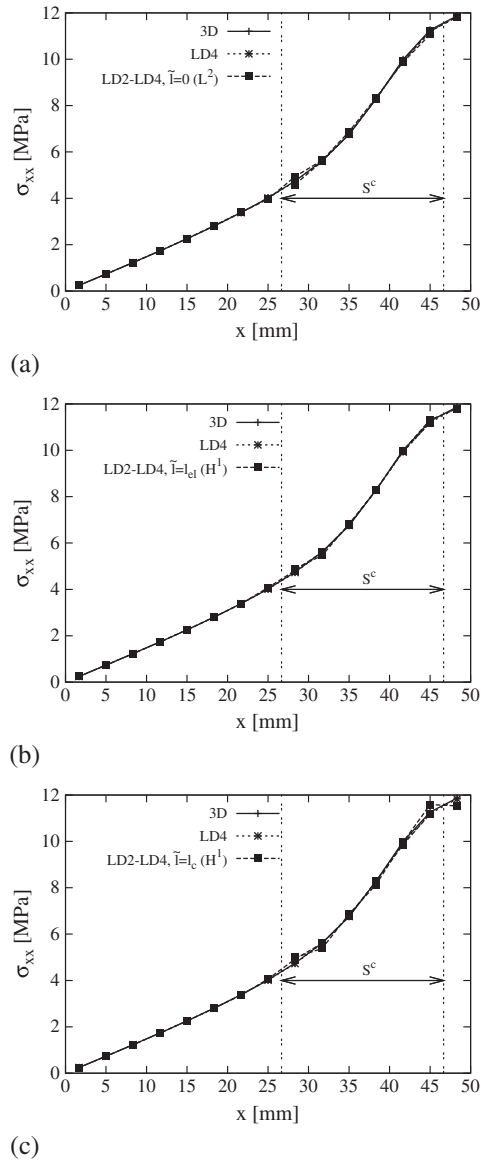 12
10
8
6
4
2
0
σxx [MPa]
3D
LD4
LD2-LD4, l̃=0 (L²)
Sᶜ
0 5 10 15 20 25 30 35 40 45 50
x [mm]
(a)
12
10
8
6
4
2
0
σxx [MPa]
3D
LD4
LD2-LD4, l̃=lel (H¹)
Sᶜ
0 5 10 15 20 25 30 35 40 45 50
x [mm]
(b)
12
10
8
6
4
2
0
σxx [MPa]
3D
LD4
LD2-LD4, l̃=lc (H¹)
Sᶜ
0 5 10 15 20 25 30 35 40 45 50
x [mm]
(c)